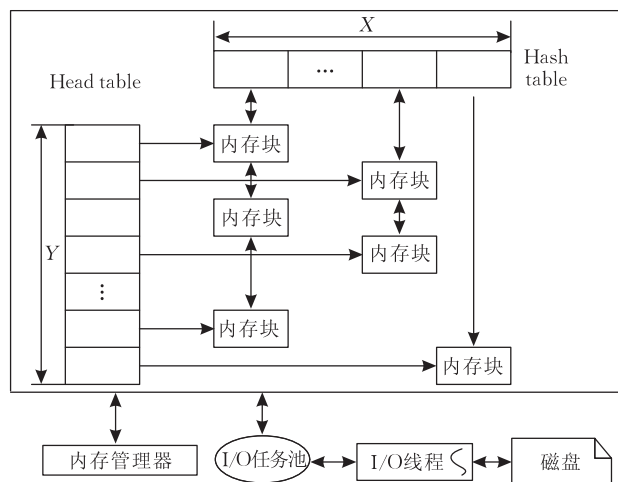 X
Hash
table
...
Head table
Y
内存块
内存块
内存块
内存块
...
内存块
内存块
内存管理器
I/O任务池
I/O线程
磁盘